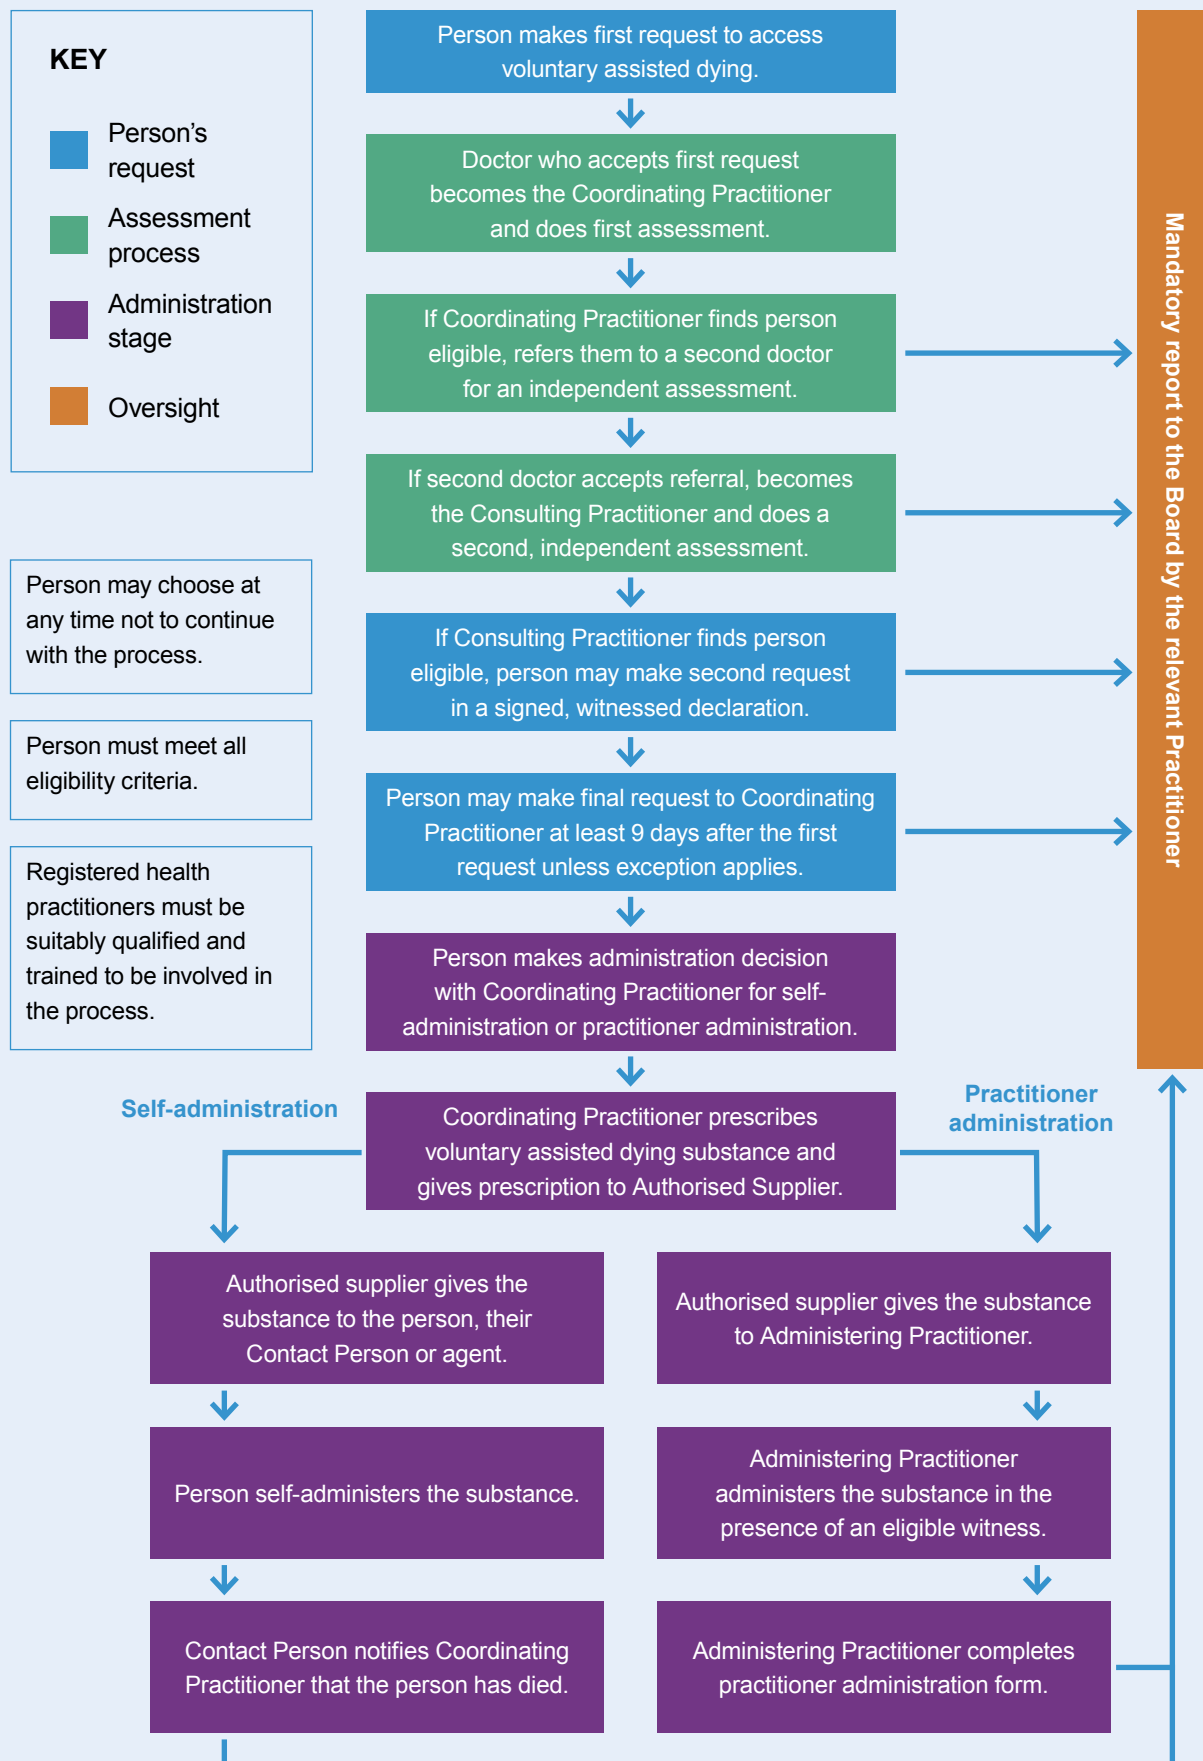 KEY
Person's
request
Assessment
process
Administration
stage
Oversight
Person may choose at
any time not to continue
with the process.
Person must meet all
eligibility criteria.
Registered health
practitioners must be
suitably qualified and
trained to be involved in
the process.
Person makes first request to access
voluntary assisted dying.
Doctor who accepts first request
becomes the Coordinating Practitioner
and does first assessment.
If Coordinating Practitioner finds person
eligible, refers them to a second doctor
for an independent assessment.
If second doctor accepts referral, becomes
the Consulting Practitioner and does a
second, independent assessment.
If Consulting Practitioner finds person
eligible, person may make second request
in a signed, witnessed declaration.
Person may make final request to Coordinating
Practitioner at least 9 days after the first
request unless exception applies.
Person makes administration decision
with Coordinating Practitioner for self-
administration or practitioner administration.
Mandatory report to the Board by the relevant Practitioner
Self-administration
Coordinating Practitioner prescribes
voluntary assisted dying substance and
gives prescription to Authorised Supplier.
Practitioner
administration
Authorised supplier gives the
substance to the person, their
Contact Person or agent.
Person self-administers the substance.
Contact Person notifies Coordinating
Practitioner that the person has died.
Authorised supplier gives the substance
to Administering Practitioner.
Administering Practitioner
administers the substance in the
presence of an eligible witness.
Administering Practitioner completes
practitioner administration form.